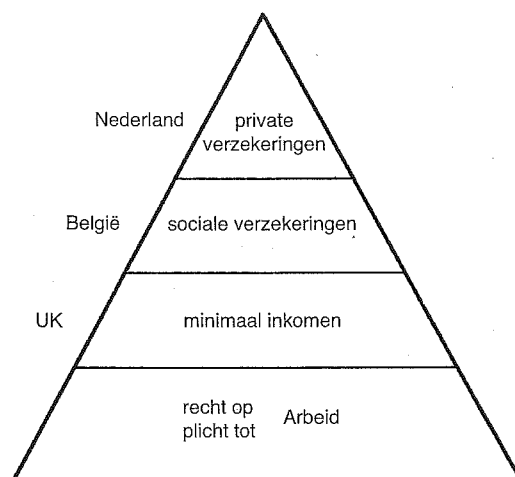 Nederland private
verzekeringen
België sociale verzekeringen
UK minimaal inkomen
recht op
plicht tot Arbeid